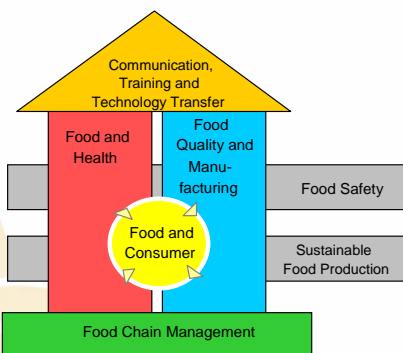 Communication,
Training and
Technology Transfer
Food and
Health
Food
Quality and
Manu-
facturing
Food Safety
Food and
Consumer
Sustainable
Food Production
Food Chain Management